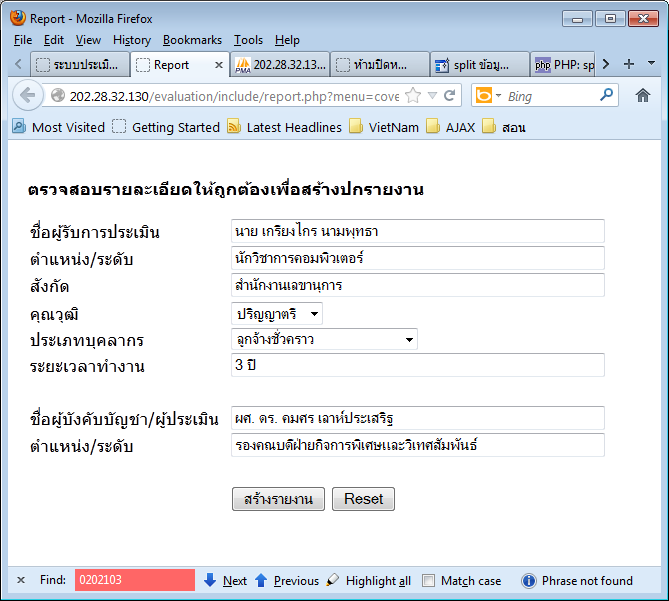 Report - Mozilla Firefox
File Edit View History Bookmarks Tools Help
ระบบประเมิ... Report 202.28.32.13... ห้ามปิดห... split ข้อมู... PHP: sp
202.28.32.130/evaluation/include/report.php?menu=cove Bing
Most Visited Getting Started Latest Headlines VietNam AJAX สอน
ตรวจสอบรายละเอียดให้ถูกต้องเพื่อสร้างปกรายงาน
ชื่อผู้รับการประเมิน นาย เกรียงไกร นามพุทธา
ตำแหน่ง/ระดับ นักวิชาการคอมพิวเตอร์
สังกัด สำนักงานเลขานุการ
คุณวุฒิ ปริญญาตรี
ประเภทบุคลากร ลูกจ้างชั่วคราว
ระยะเวลาทำงาน 3 ปี
ชื่อผู้บังคับบัญชา/ผู้ประเมิน ผศ. ดร. คมศร เลาห์ประเสริฐ
ตำแหน่ง/ระดับ รองคณบดีฝ่ายกิจการพิเศษและวิเทศสัมพันธ์
สร้างรายงาน Reset
Find: 0202103 Next Previous Highlight all Match case Phrase not found